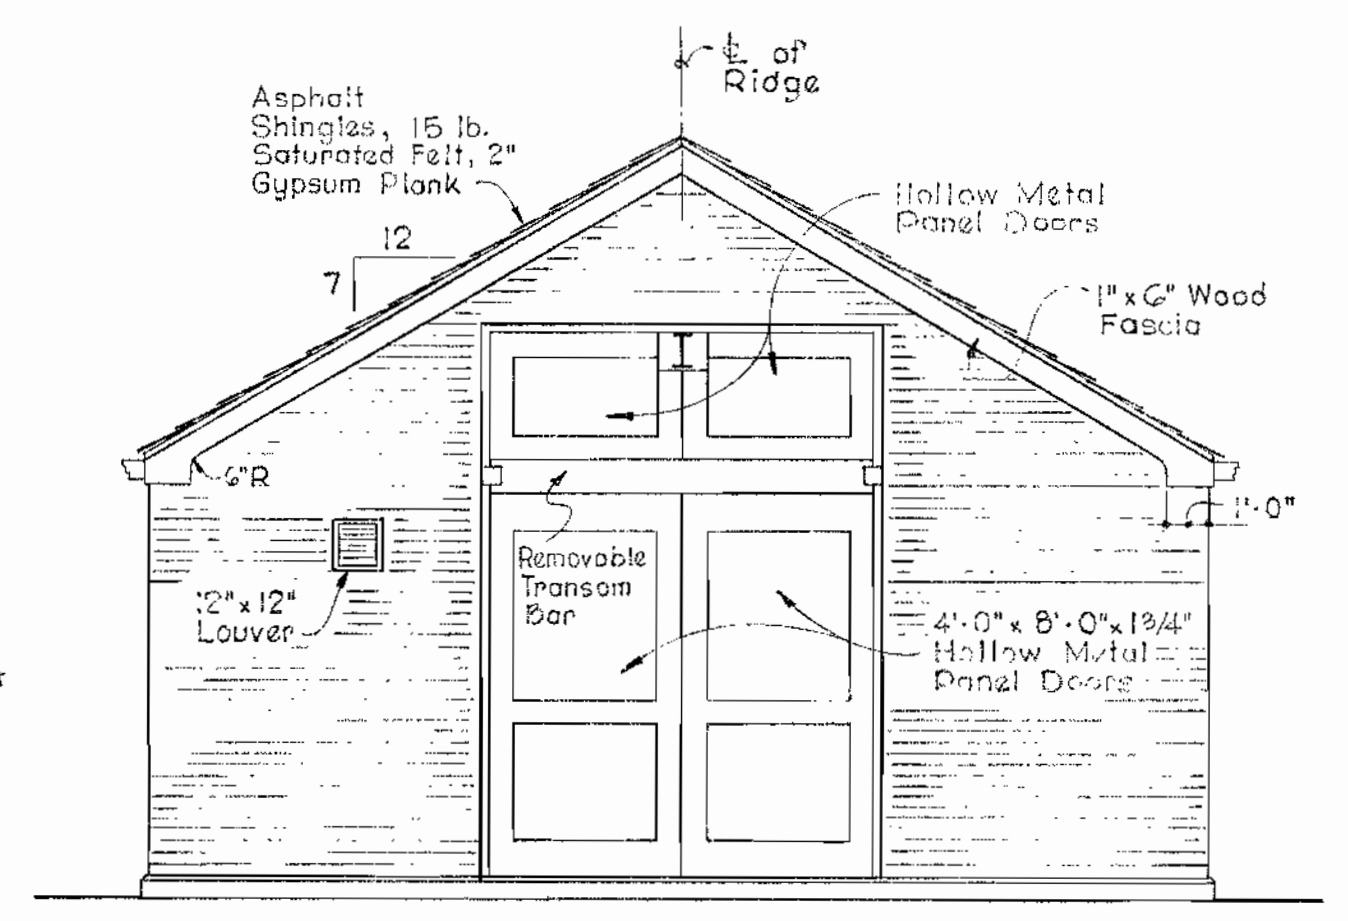 ℄ of
Ridge
Asphalt
Shingles, 15 lb.
Saturated Felt, 2"
Gypsum Plank
12
7
Hollow Metal
Panel Doors
1" x 6" Wood
Fascia
6"R
1'-0"
12" x 12"
Louver
Removable
Transom
Bar
4'-0" x 8'-0" x 1 3/4"
Hollow Metal
Panel Doors